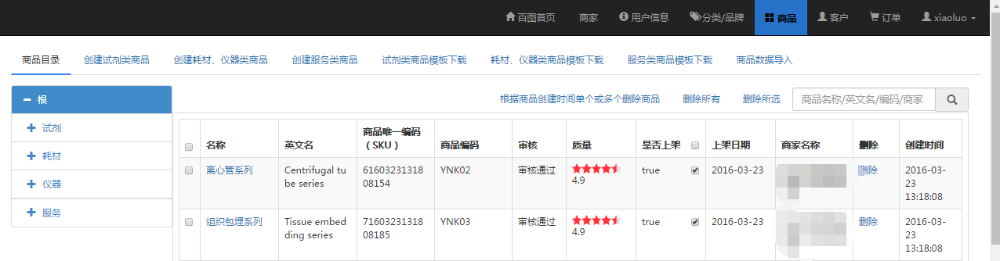 百图首页 商家 用户信息 分类/品牌 商品 客户 订单 xiaoluo
商品目录 创建试剂类商品 创建耗材、仪器类商品 创建服务类商品 试剂类商品模板下载 耗材、仪器类商品模板下载 服务类商品模板下载 商品数据导入
根
试剂
耗材
仪器
服务
根据商品创建时间单个或多个删除商品 删除所有 删除所选 商品名称/英文名/编码/商家
名称 英文名 商品唯一编码 商品编码 审核 质量 是否上架 上架日期 商家名称 删除 创建时间
（SKU）
离心管系列 Centrifugal tu 61603231318 YNK02 审核通过 true 2016-03-23 删除 2016-03-
be series 08154 4.9 23
13:18:08
组织包埋系列 Tissue embed 71603231318 YNK03 审核通过 true 2016-03-23 删除 2016-03-
ding series 08185 4.9 23
13:18:08